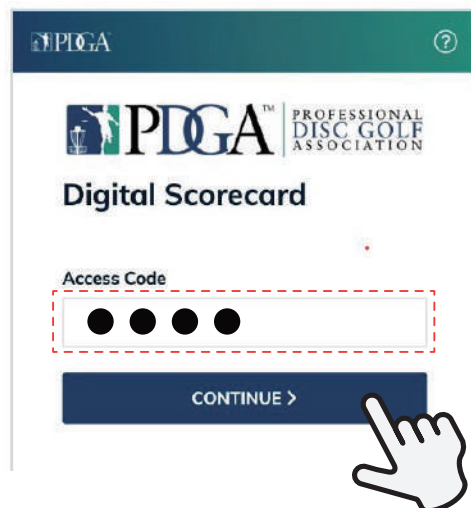 PDGA
?
PDGA™ PROFESSIONAL
DISC GOLF
ASSOCIATION
Digital Scorecard
Access Code
CONTINUE >